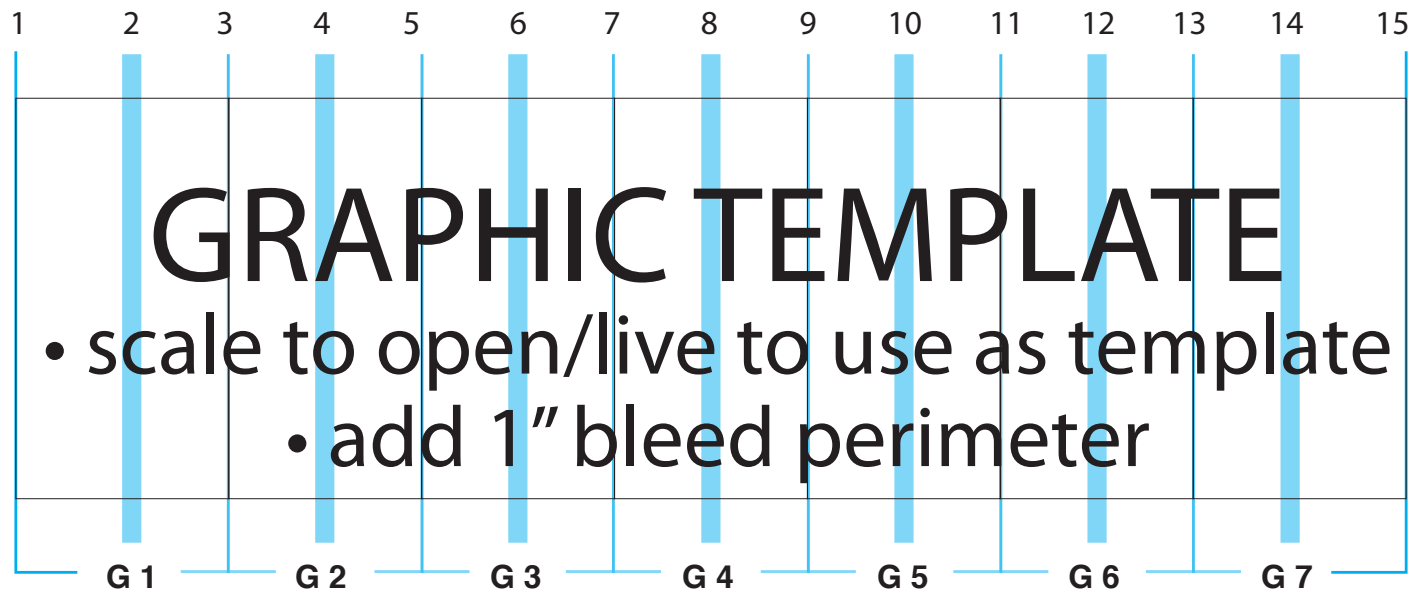 1 2 3 4 5 6 7 8 9 10 11 12 13 14 15
GRAPHIC TEMPLATE
• scale to open/live to use as template
• add 1" bleed perimeter
G 1 G 2 G 3 G 4 G 5 G 6 G 7